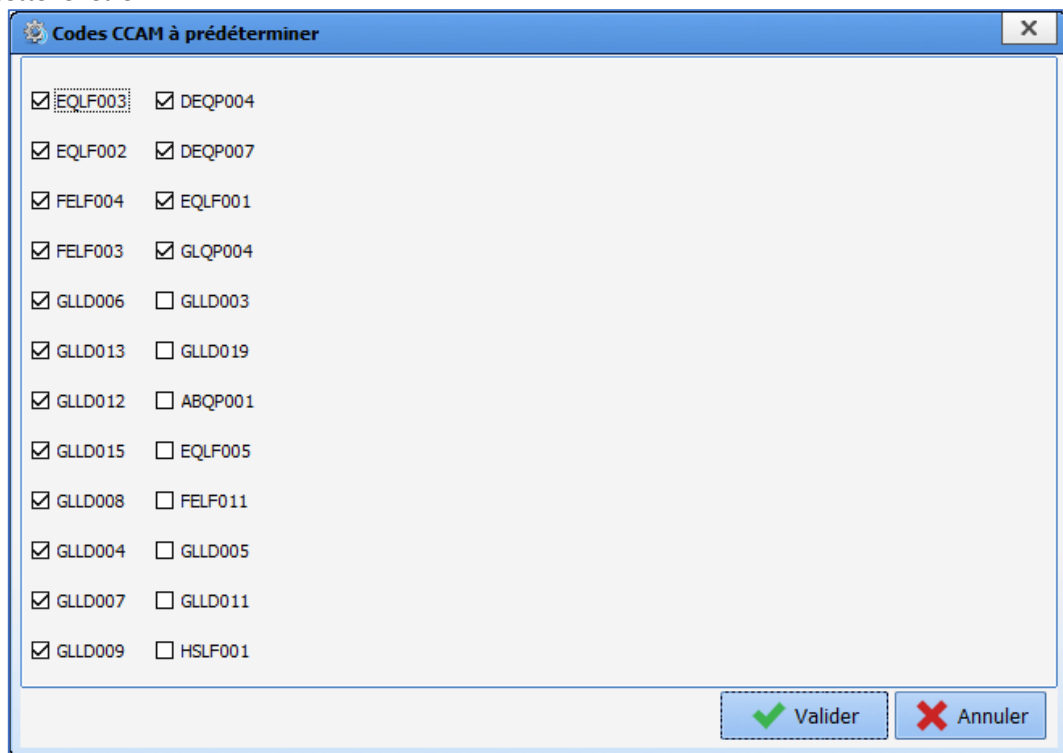 Codes CCAM à prédéterminer
EQLF003 DEQP004
EQLF002 DEQP007
FELF004 EQLF001
FELF003 GLQP004
GLLD006 GLLD003
GLLD013 GLLD019
GLLD012 ABQP001
GLLD015 EQLF005
GLLD008 FELF011
GLLD004 GLLD005
GLLD007 GLLD011
GLLD009 HSLF001
Valider Annuler